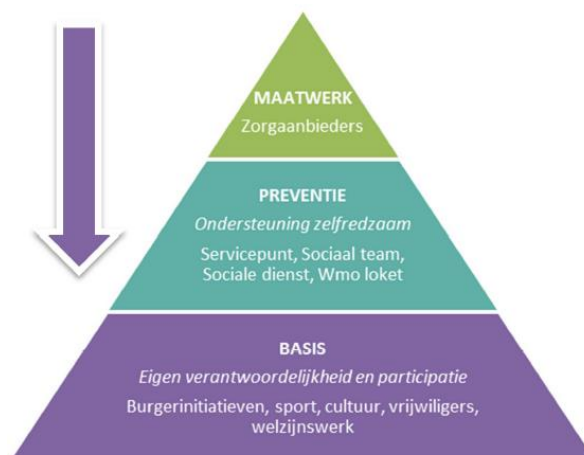 MAATWERK
Zorgaanbieders
PREVENTIE
Ondersteuning zelfredzaam
Servicepunt, Sociaal team,
Sociale dienst, Wmo loket
BASIS
Eigen verantwoordelijkheid en participatie
Burgerinitiatieven, sport, cultuur, vrijwiligers,
welzijnswerk